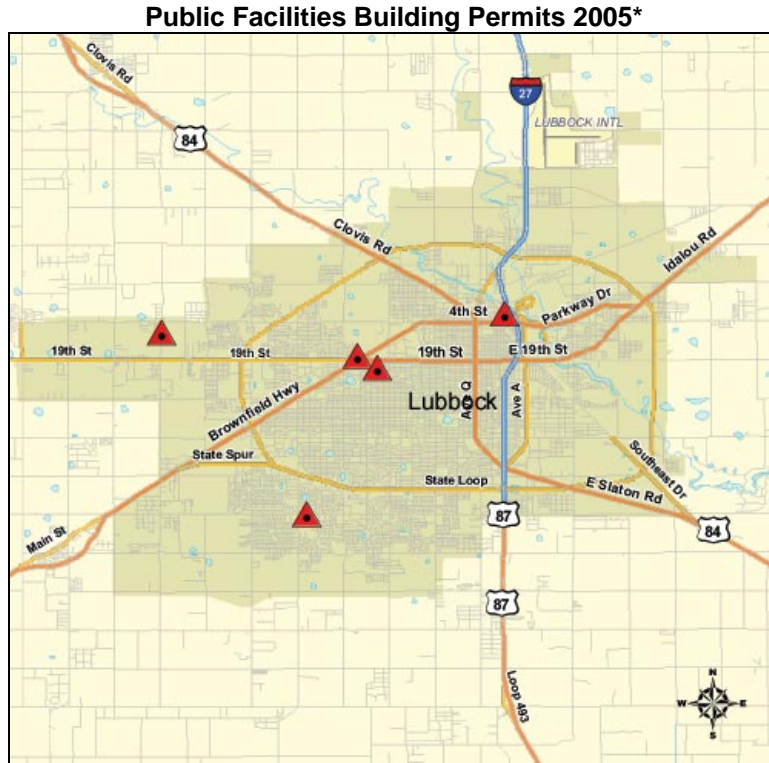 Public Facilities Building Permits 2005*
Clovis Rd
27
LUBBOCK INTL
84
Clovis Rd
Idalou Rd
4th St
Parkway Dr
19th St
19th St
19th St
E 19th St
Brownfield Hwy
Lubbock
Ave Q
Ave A
State Spur
State Loop
Southeast Dr
E Slaton Rd
87
84
Main St
87
Loop 493
N
W E
S